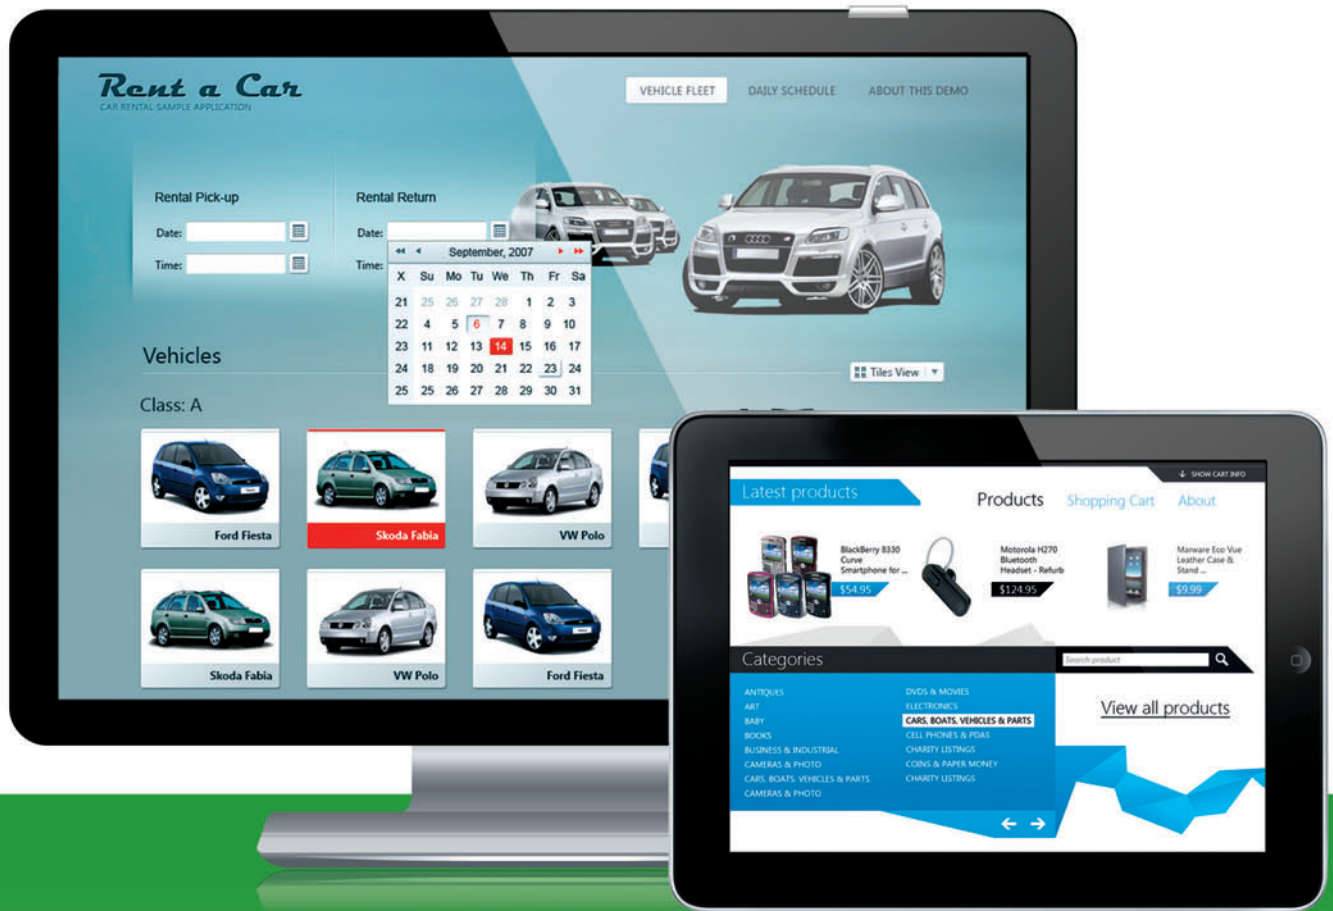 Rent a Car
CAR RENTAL SAMPLE APPLICATION
VEHICLE FLEET DAILY SCHEDULE ABOUT THIS DEMO
Rental Pick-up
Date:
Time:
Rental Return
Date:
Time:
September, 2007
X Su Mo Tu We Th Fr Sa
21 25 26 27 28 1 2 3
22 4 5 6 7 8 9 10
23 11 12 13 14 15 16 17
24 18 19 20 21 22 23 24
25 25 26 27 28 29 30 31
Vehicles
Tiles View
Class: A
Ford Fiesta
Skoda Fabia
VW Polo
Skoda Fabia
VW Polo
Ford Fiesta
SHOW CART INFO
Latest products
Products Shopping Cart About
BlackBerry 8330
Curve
Smartphone for ...
$54.95
Motorola H270
Bluetooth
Headset - Refurb
$124.95
Marware Eco Vue
Leather Case &
Stand ...
$9.99
Categories
Search product
ANTIQUES
ART
BABY
BOOKS
BUSINESS & INDUSTRIAL
CAMERAS & PHOTO
CARS, BOATS, VEHICLES & PARTS
CAMERAS & PHOTO
DVDS & MOVIES
ELECTRONICS
CARS, BOATS, VEHICLES & PARTS
CELL PHONES & PDAS
CHARITY LISTINGS
COINS & PAPER MONEY
CHARITY LISTINGS
View all products